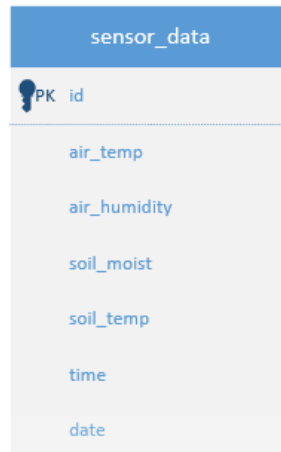 sensor_data
PK id
air_temp
air_humidity
soil_moist
soil_temp
time
date